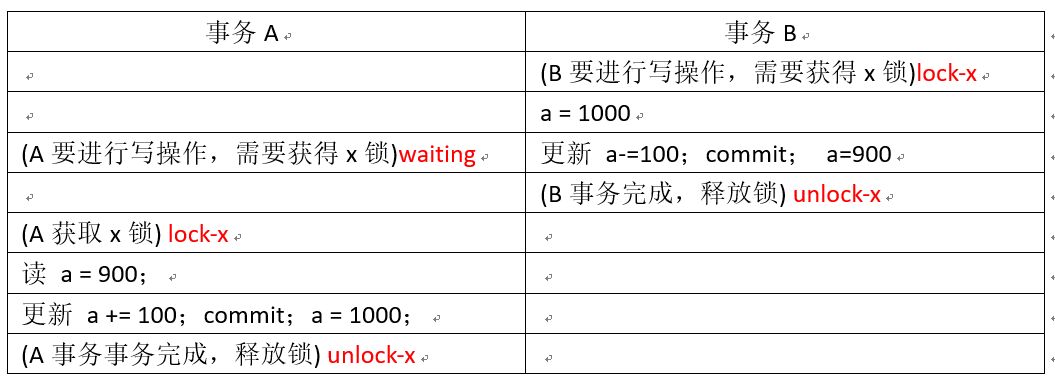 事务 A 事务 B
(B 要进行写操作，需要获得 x 锁)lock-x
a = 1000
(A 要进行写操作，需要获得 x 锁)waiting 更新 a-=100；commit； a=900
(B 事务完成，释放锁) unlock-x
(A 获取 x 锁) lock-x
读 a = 900；
更新 a += 100；commit；a = 1000；
(A 事务事务完成，释放锁) unlock-x